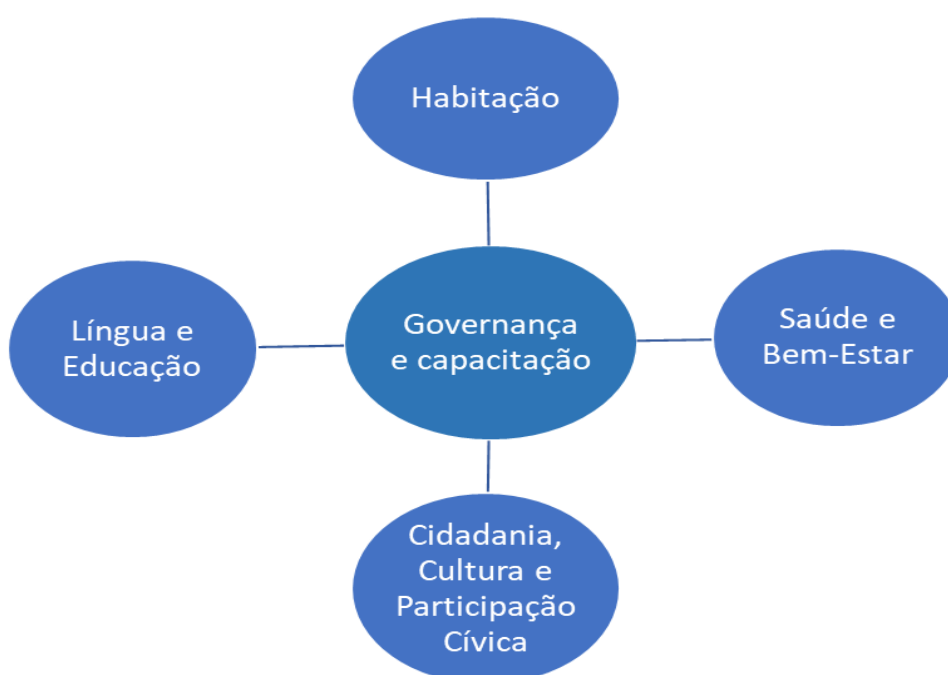 Habitação
Língua e
Educação
Governança
e capacitação
Saúde e
Bem-Estar
Cidadania,
Cultura e
Participação
Cívica